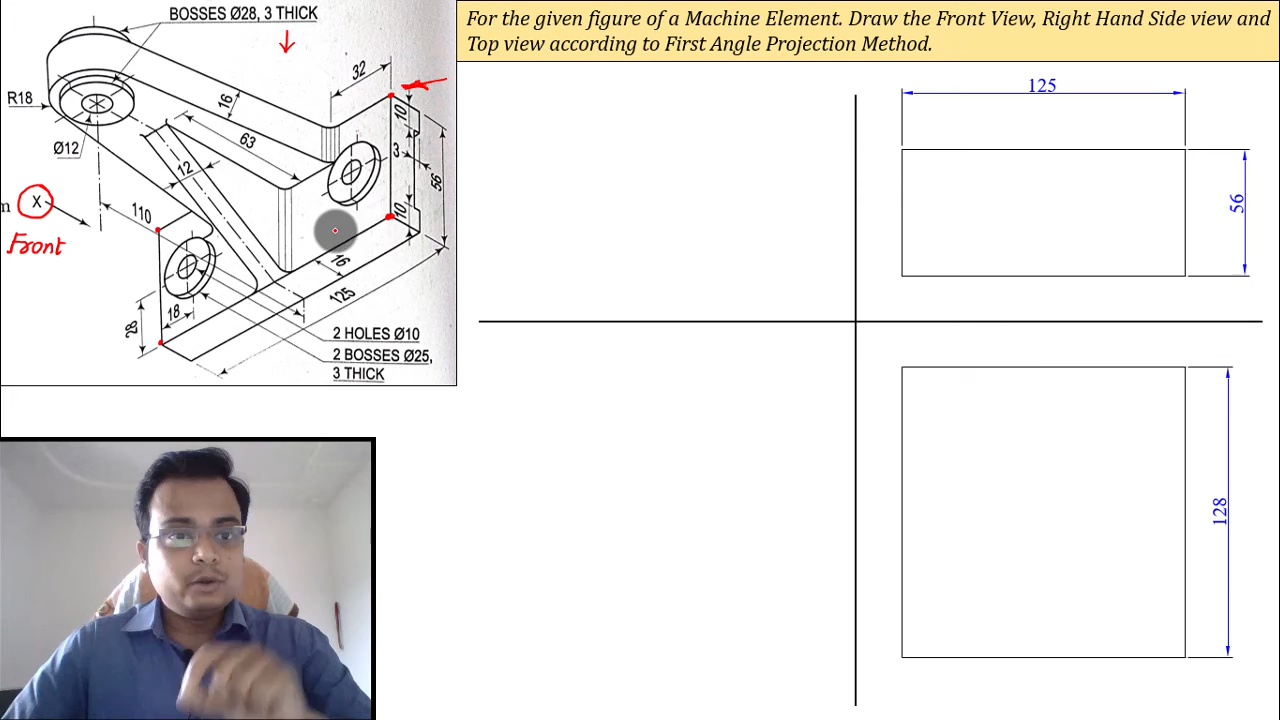 For the given figure of a Machine Element. Draw the Front View, Right Hand Side view and
Top view according to First Angle Projection Method.
BOSSES Ø28, 3 THICK
32
R18
16
10
63
3
Ø12
12
56
X
110
10
Front
16
125
18
28
2 HOLES Ø10
2 BOSSES Ø25,
3 THICK
125
56
128